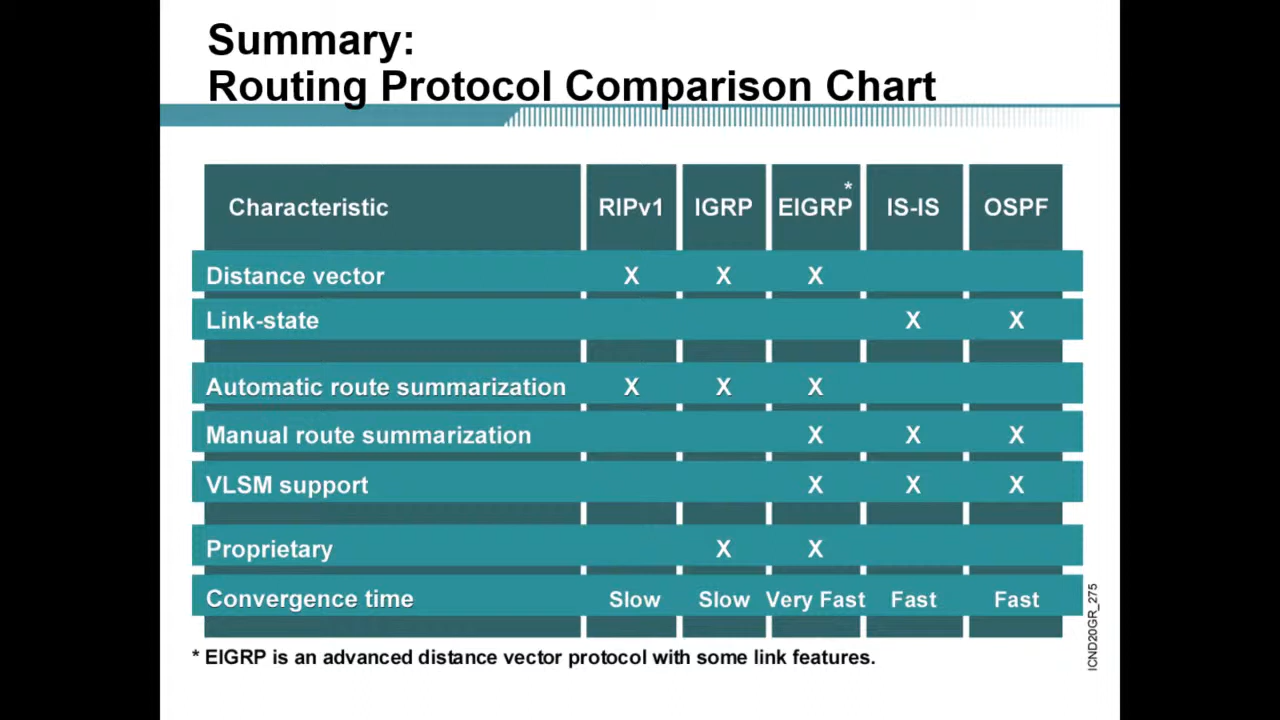 Summary:
Routing Protocol Comparison Chart
Characteristic RIPv1 IGRP EIGRP* IS-IS OSPF
Distance vector X X X
Link-state X X
Automatic route summarization X X X
Manual route summarization X X X
VLSM support X X X
Proprietary X X
Convergence time Slow Slow Very Fast Fast Fast
* EIGRP is an advanced distance vector protocol with some link features.
ICND20GR_275